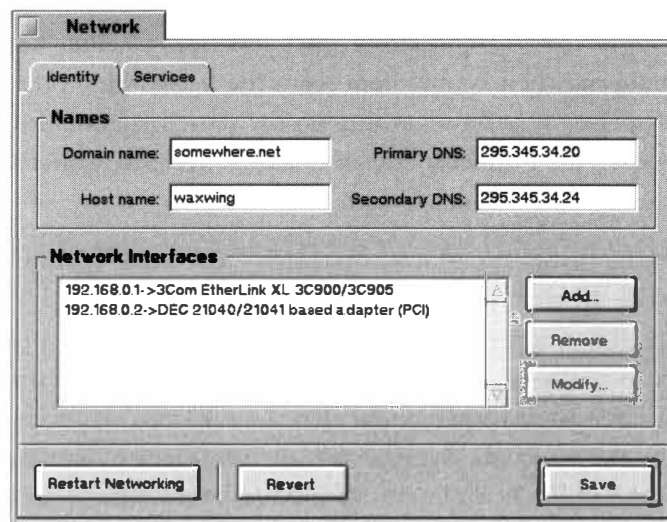 Network
Identity Services
Names
Domain name: somewhere.net Primary DNS: 295.345.34.20
Host name: waxwing Secondary DNS: 295.345.34.24
Network Interfaces
192.168.0.1->3Com EtherLink XL 3C900/3C905
192.168.0.2->DEC 21040/21041 based adapter (PCI)
Add...
Remove
Modify...
Restart Networking Revert Save